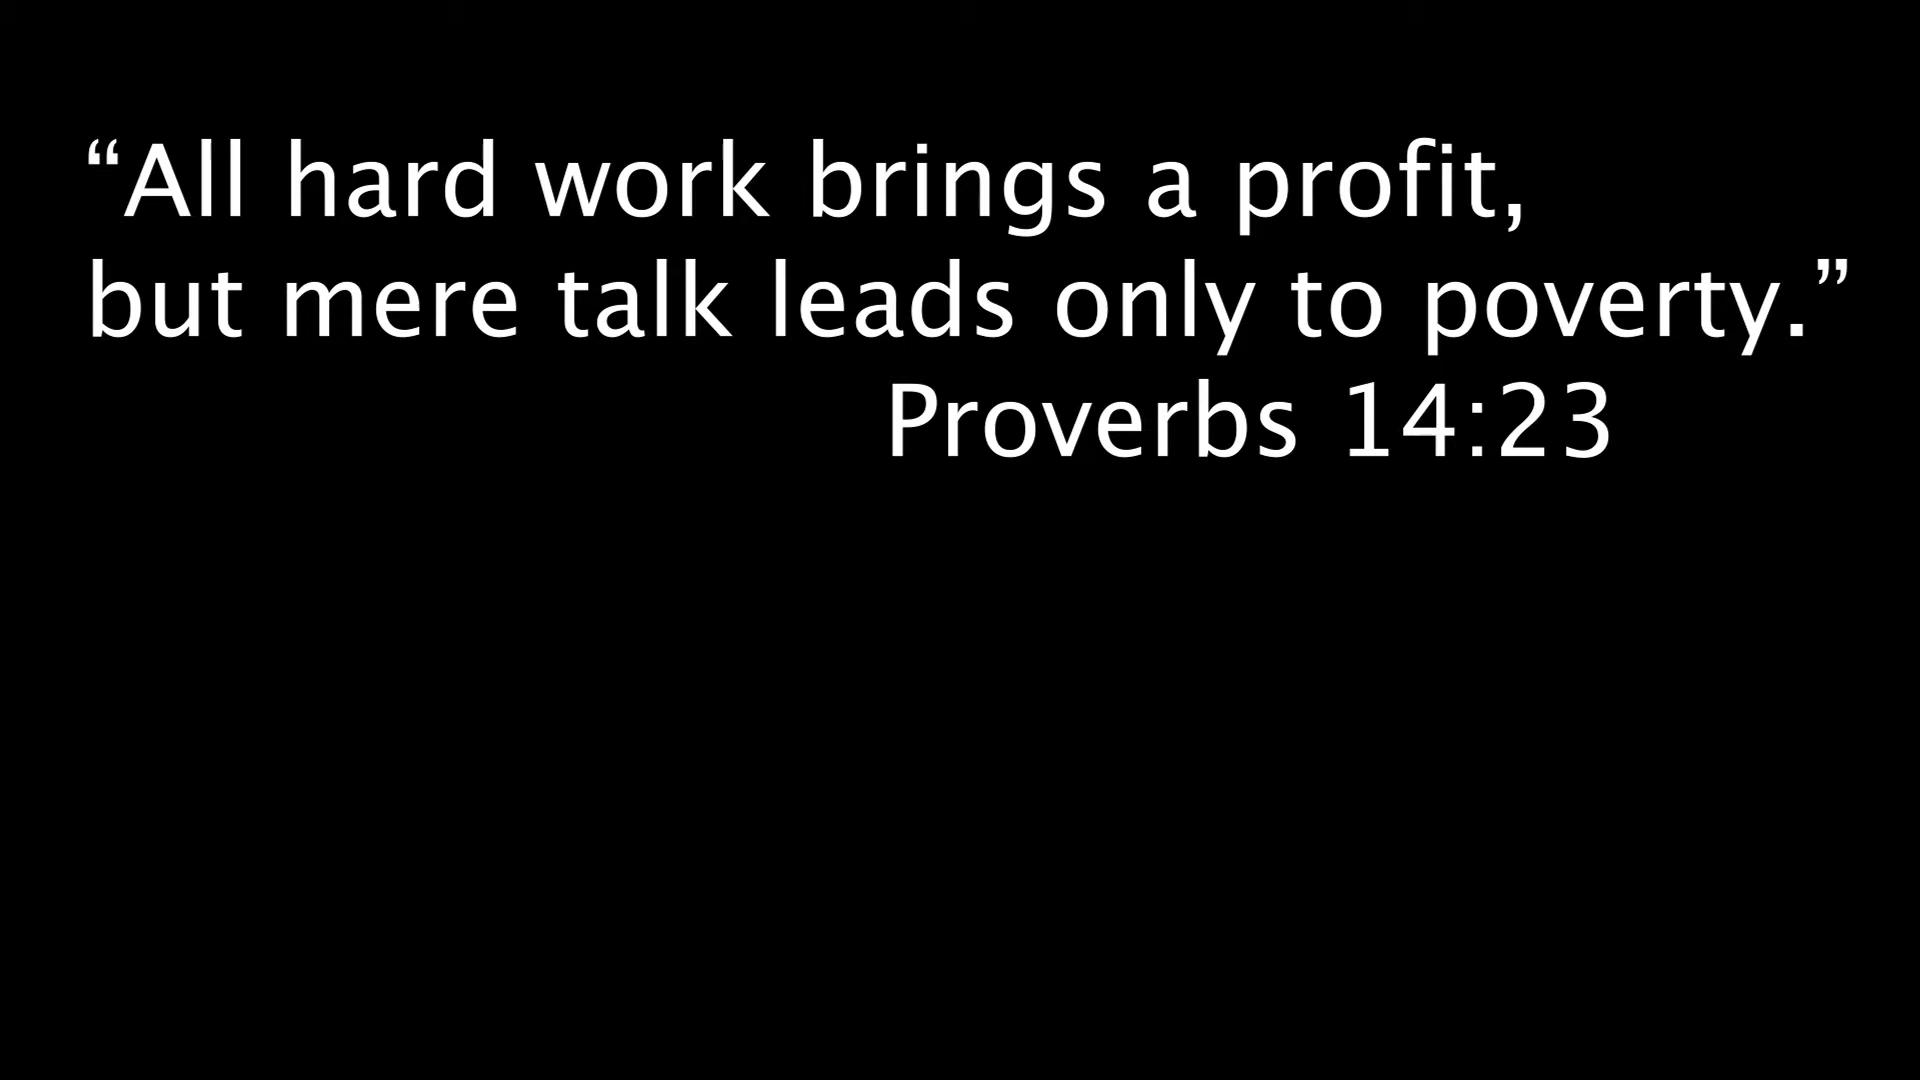 “All hard work brings a profit,
but mere talk leads only to poverty.”
Proverbs 14:23